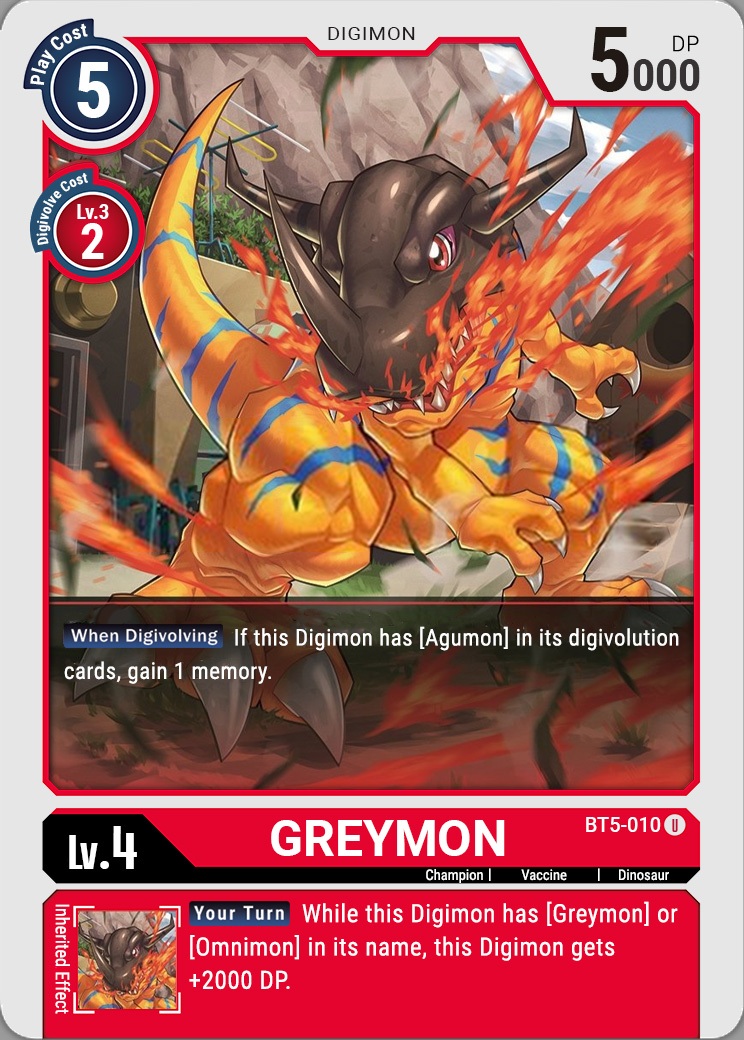 DIGIMON
Play Cost
5
DP
5000
Digivolve Cost
Lv.3
2
When Digivolving If this Digimon has [Agumon] in its digivolution
cards, gain 1 memory.
Lv.4
GREYMON
BT5-010 U
Champion | Vaccine | Dinosaur
Inherited Effect
Your Turn While this Digimon has [Greymon] or
[Omnimon] in its name, this Digimon gets
+2000 DP.